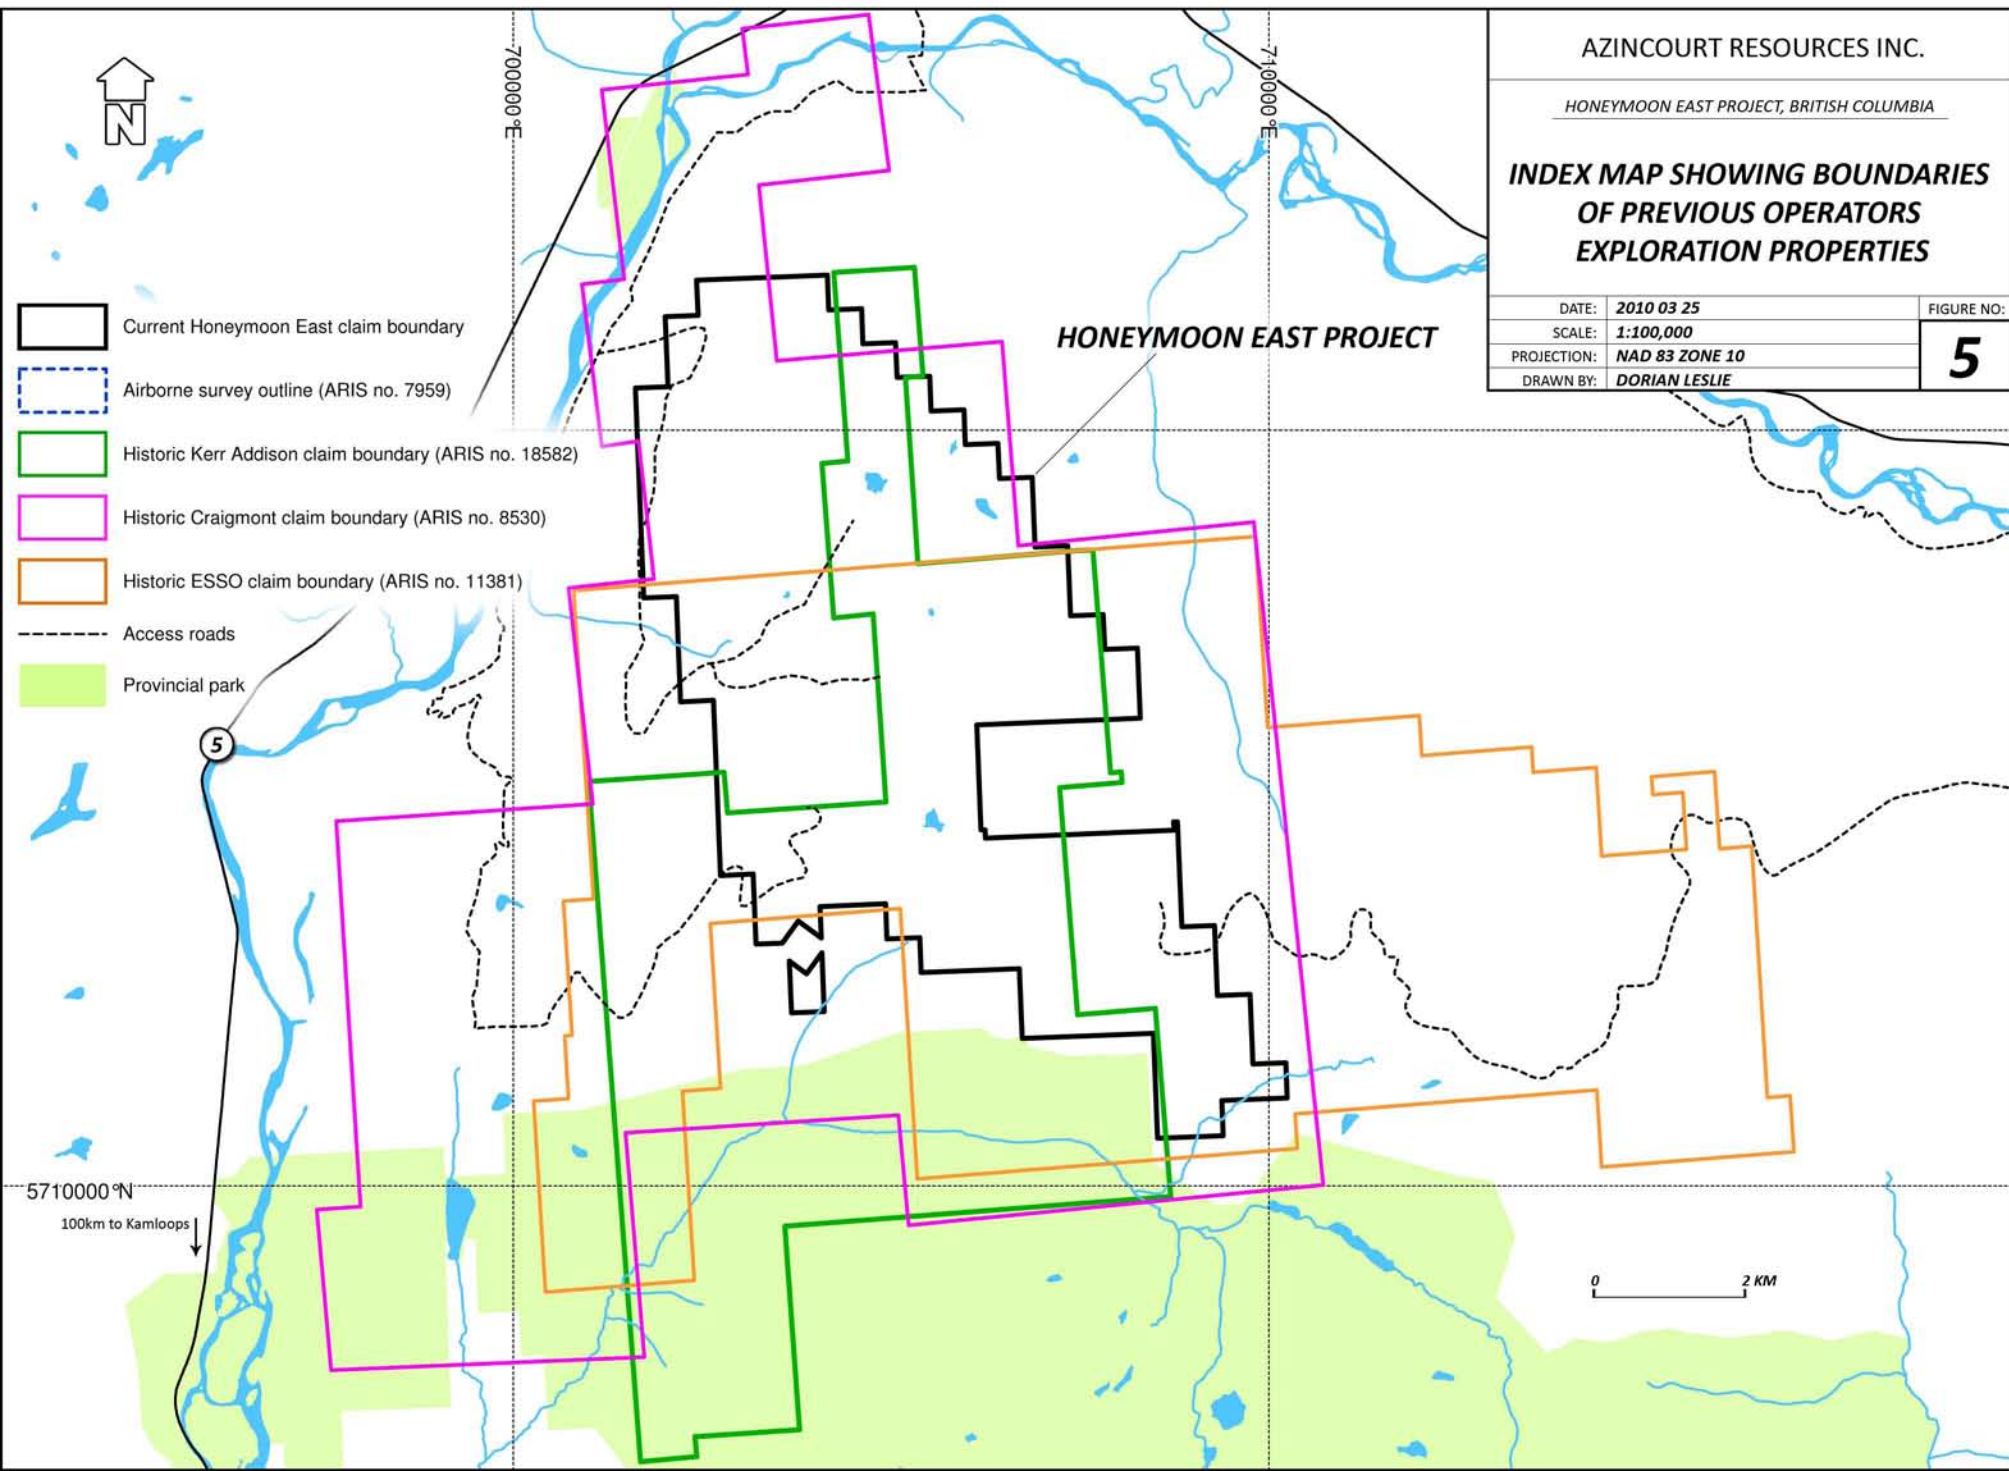 AZINCOURT RESOURCES INC.
HONEYMOON EAST PROJECT, BRITISH COLUMBIA
INDEX MAP SHOWING BOUNDARIES
OF PREVIOUS OPERATORS
EXPLORATION PROPERTIES
DATE: 2010 03 25
SCALE: 1:100,000
PROJECTION: NAD 83 ZONE 10
DRAWN BY: DORIAN LESLIE
FIGURE NO:
5
700000°E
710000°E
N
Current Honeymoon East claim boundary
Airborne survey outline (ARIS no. 7959)
Historic Kerr Addison claim boundary (ARIS no. 18582)
Historic Craigmont claim boundary (ARIS no. 8530)
Historic ESSO claim boundary (ARIS no. 11381)
Access roads
Provincial park
HONEYMOON EAST PROJECT
5
5710000°N
100km to Kamloops
0 2 KM